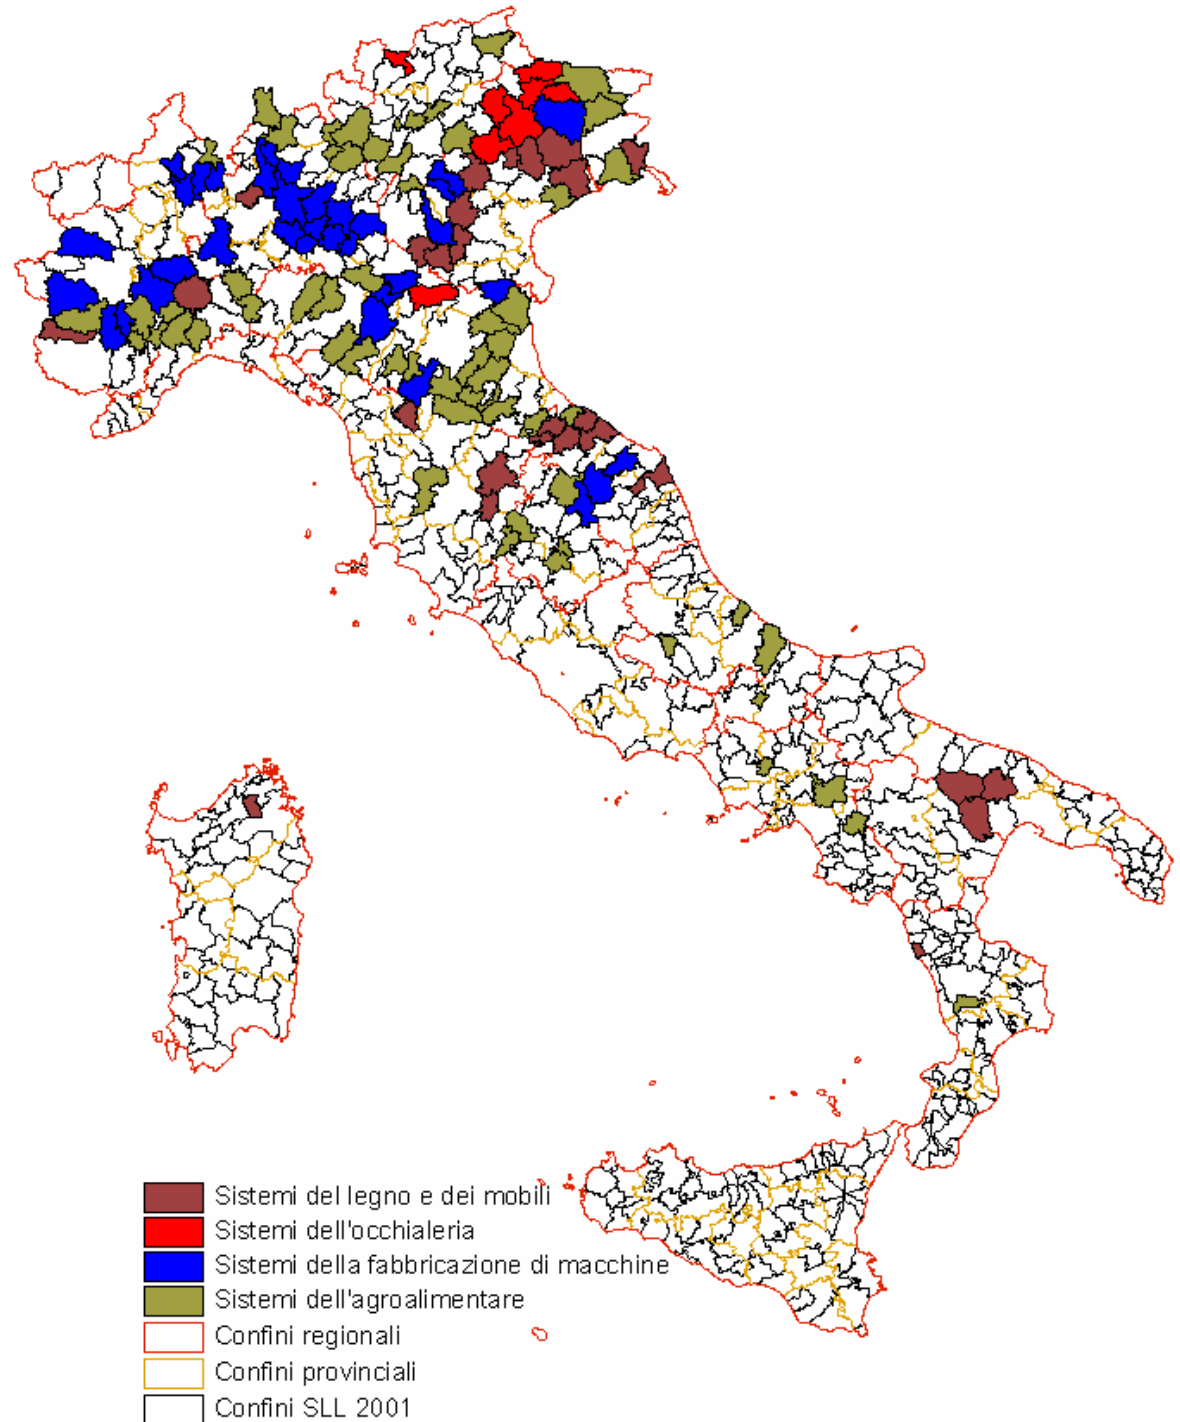 Sistemi del legno e dei mobili
Sistemi dell'occhialeria
Sistemi della fabbricazione di macchine
Sistemi dell'agroalimentare
Confini regionali
Confini provinciali
Confini SLL 2001